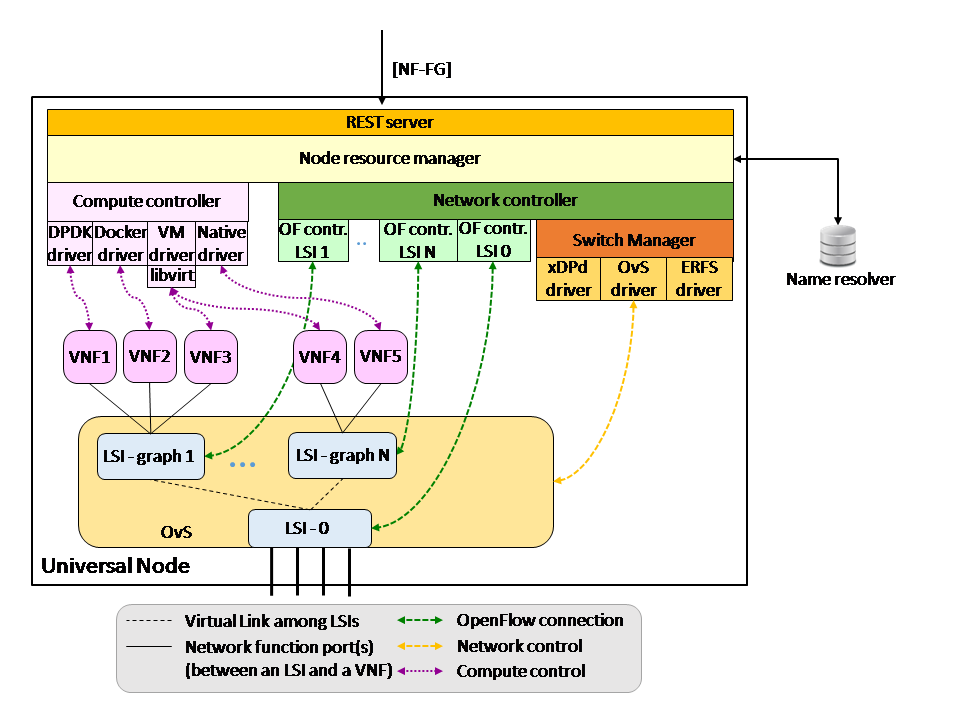 [NF-FG]
REST server
Node resource manager
Compute controller
Network controller
DPDK
driver
Docker
driver
VM
driver
libvirt
Native
driver
OF contr.
LSI 1
..
OF contr.
LSI N
OF contr.
LSI 0
Switch Manager
xDPd
driver
OvS
driver
ERFS
driver
Name resolver
VNF1
VNF2
VNF3
VNF4
VNF5
LSI - graph 1
...
LSI - graph N
OvS
LSI - 0
Universal Node
Virtual Link among LSIs
Network function port(s)
(between an LSI and a VNF)
OpenFlow connection
Network control
Compute control